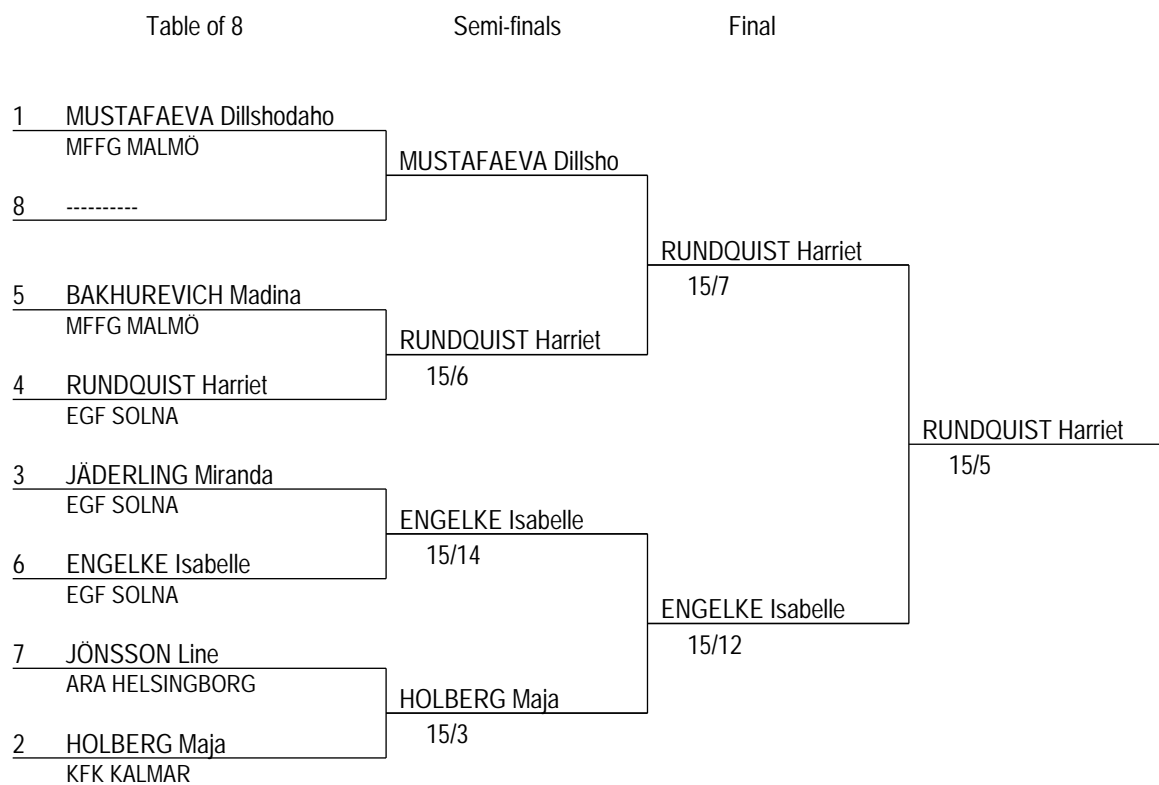 Table of 8 Semi-finals Final
1 MUSTAFAEVA Dillshodaho
MFFG MALMÖ
MUSTAFAEVA Dillsho
8 ----------
RUNDQUIST Harriet
15/7
5 BAKHUREVICH Madina
MFFG MALMÖ
RUNDQUIST Harriet
15/6
4 RUNDQUIST Harriet
EGF SOLNA
RUNDQUIST Harriet
15/5
3 JÄDERLING Miranda
EGF SOLNA
ENGELKE Isabelle
15/14
6 ENGELKE Isabelle
EGF SOLNA
ENGELKE Isabelle
15/12
7 JÖNSSON Line
ARA HELSINGBORG
HOLBERG Maja
15/3
2 HOLBERG Maja
KFK KALMAR